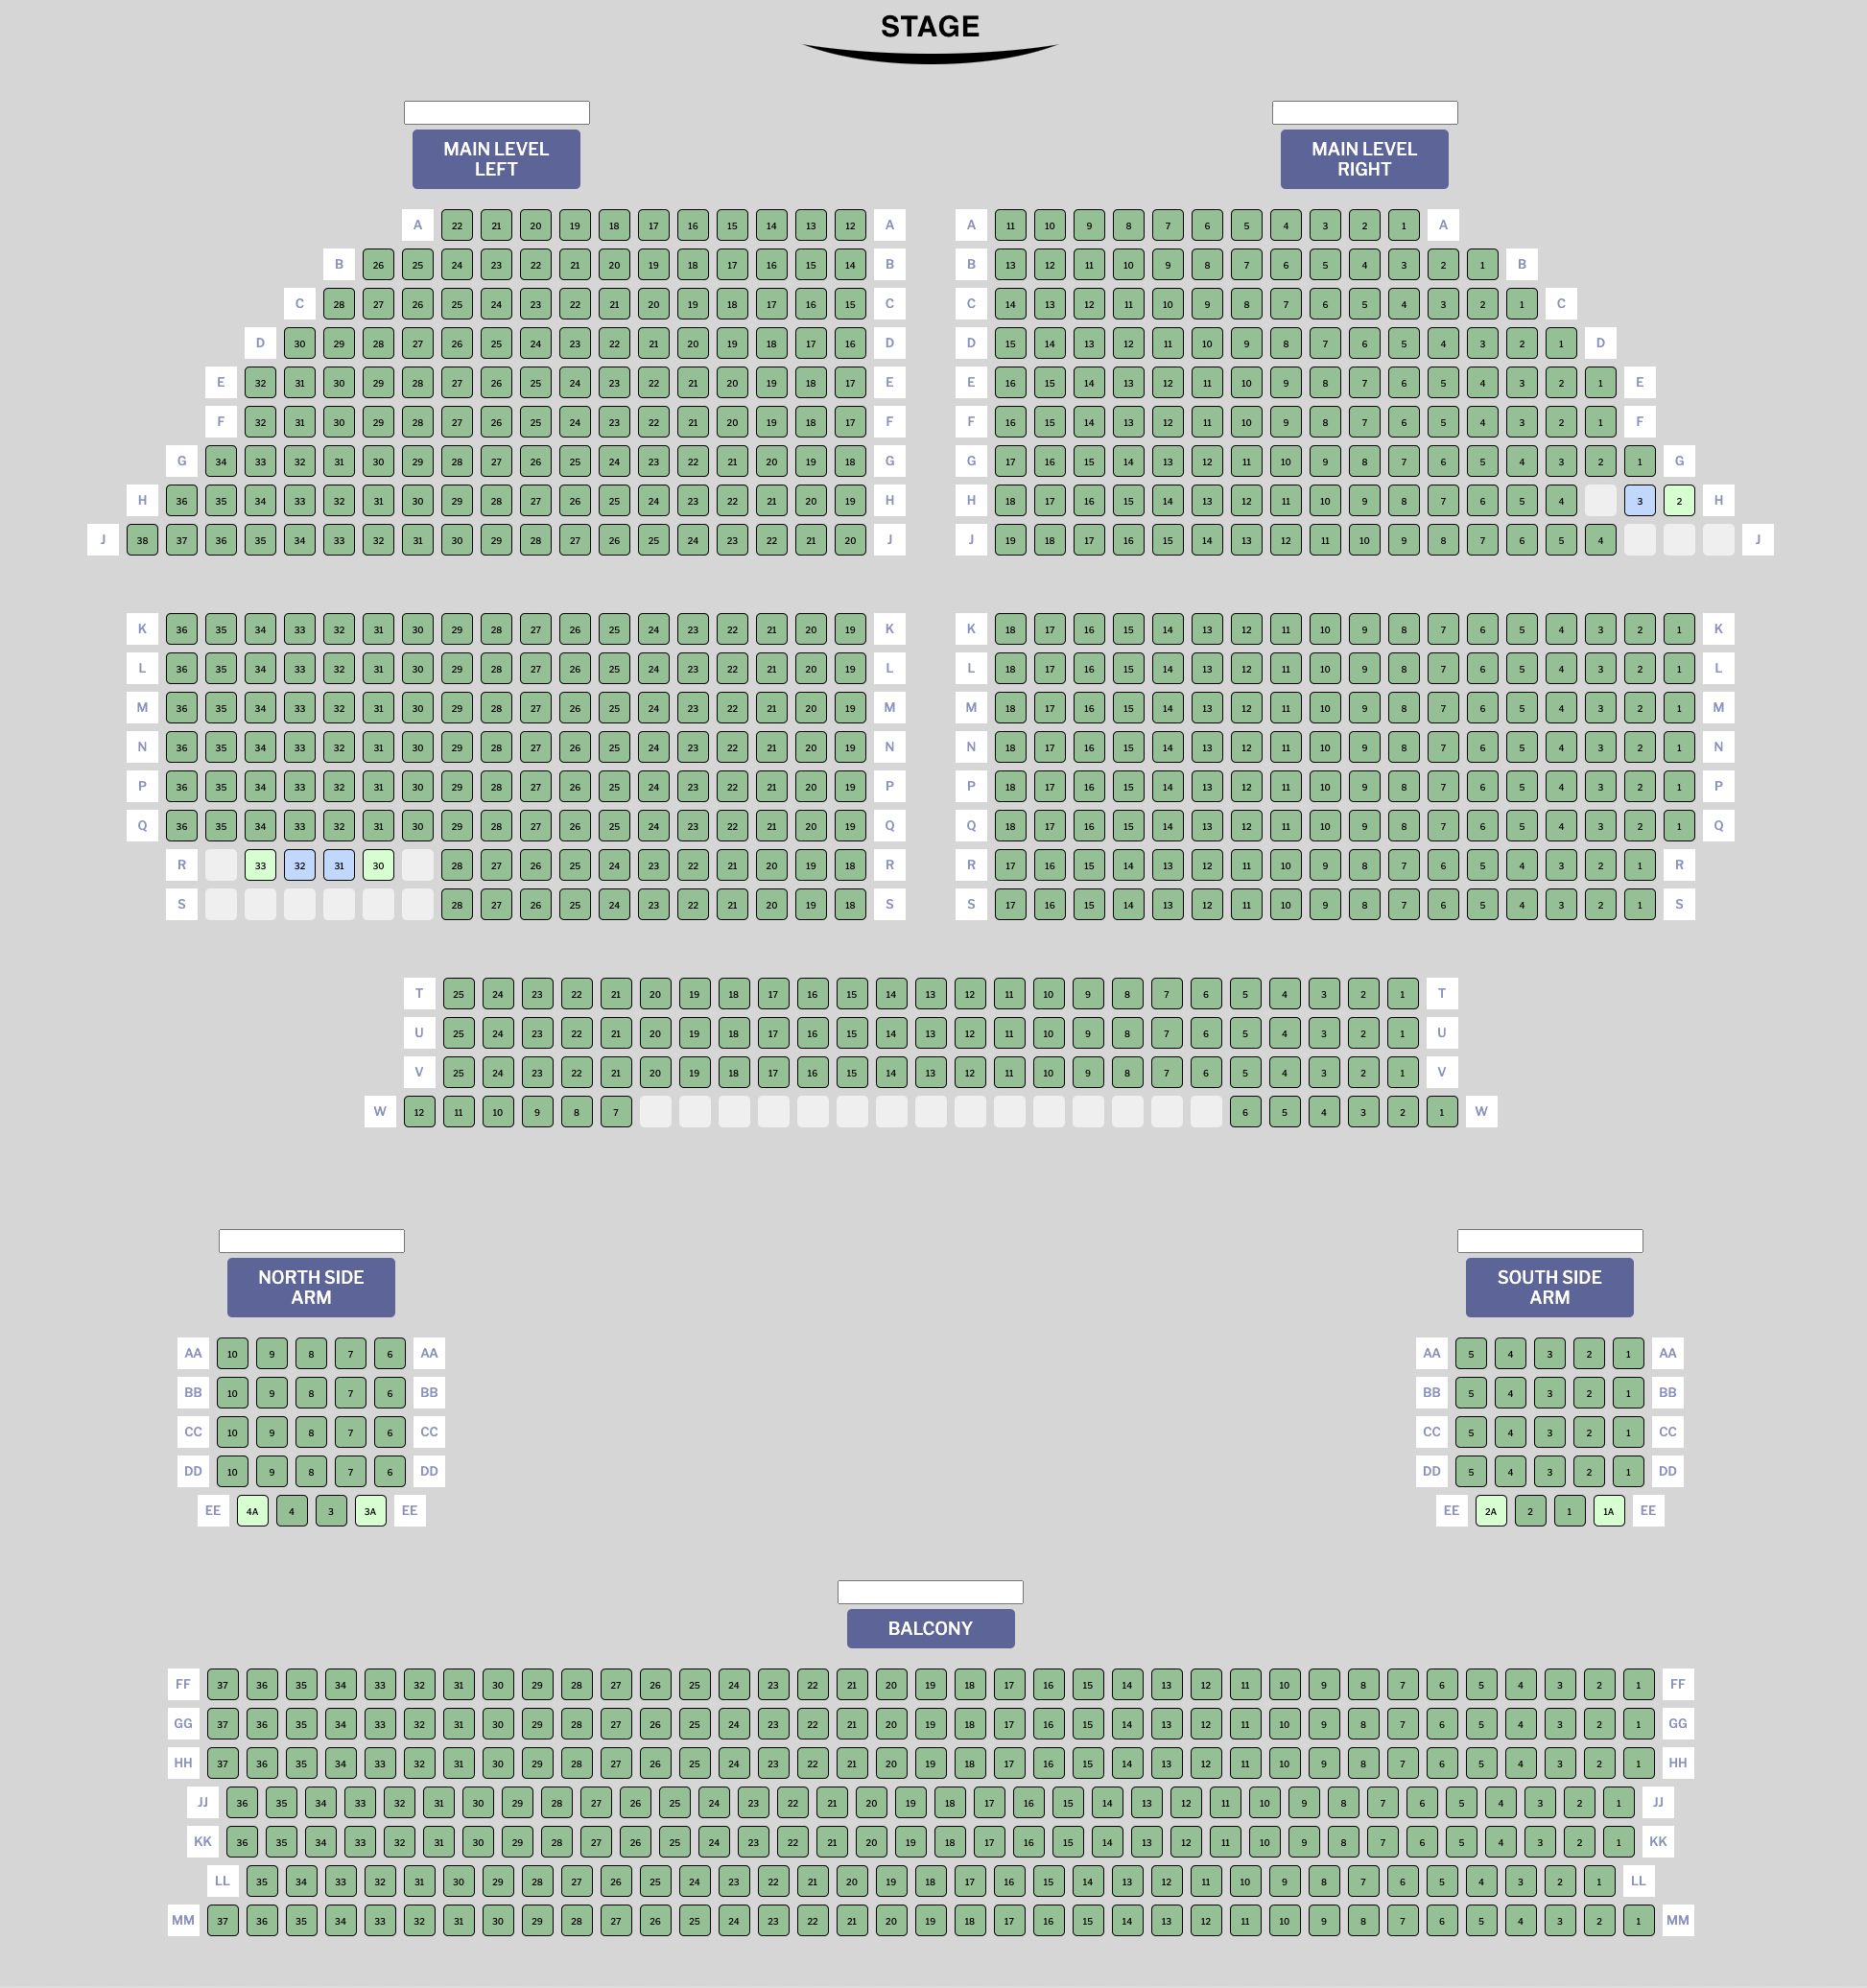 STAGE
MAIN LEVEL LEFT
MAIN LEVEL RIGHT
A 22 21 20 19 18 17 16 15 14 13 12 A A 11 10 9 8 7 6 5 4 3 2 1 A
B 26 25 24 23 22 21 20 19 18 17 16 15 14 B B 13 12 11 10 9 8 7 6 5 4 3 2 1 B
C 28 27 26 25 24 23 22 21 20 19 18 17 16 15 C C 14 13 12 11 10 9 8 7 6 5 4 3 2 1 C
D 30 29 28 27 26 25 24 23 22 21 20 19 18 17 16 D D 15 14 13 12 11 10 9 8 7 6 5 4 3 2 1 D
E 32 31 30 29 28 27 26 25 24 23 22 21 20 19 18 17 E E 16 15 14 13 12 11 10 9 8 7 6 5 4 3 2 1 E
F 32 31 30 29 28 27 26 25 24 23 22 21 20 19 18 17 F F 16 15 14 13 12 11 10 9 8 7 6 5 4 3 2 1 F
G 34 33 32 31 30 29 28 27 26 25 24 23 22 21 20 19 18 G G 17 16 15 14 13 12 11 10 9 8 7 6 5 4 3 2 1 G
H 36 35 34 33 32 31 30 29 28 27 26 25 24 23 22 21 20 19 H H 18 17 16 15 14 13 12 11 10 9 8 7 6 5 4 3 2 H
J 38 37 36 35 34 33 32 31 30 29 28 27 26 25 24 23 22 21 20 J J 19 18 17 16 15 14 13 12 11 10 9 8 7 6 5 4 J
K 36 35 34 33 32 31 30 29 28 27 26 25 24 23 22 21 20 19 K K 18 17 16 15 14 13 12 11 10 9 8 7 6 5 4 3 2 1 K
L 36 35 34 33 32 31 30 29 28 27 26 25 24 23 22 21 20 19 L L 18 17 16 15 14 13 12 11 10 9 8 7 6 5 4 3 2 1 L
M 36 35 34 33 32 31 30 29 28 27 26 25 24 23 22 21 20 19 M M 18 17 16 15 14 13 12 11 10 9 8 7 6 5 4 3 2 1 M
N 36 35 34 33 32 31 30 29 28 27 26 25 24 23 22 21 20 19 N N 18 17 16 15 14 13 12 11 10 9 8 7 6 5 4 3 2 1 N
P 36 35 34 33 32 31 30 29 28 27 26 25 24 23 22 21 20 19 P P 18 17 16 15 14 13 12 11 10 9 8 7 6 5 4 3 2 1 P
Q 36 35 34 33 32 31 30 29 28 27 26 25 24 23 22 21 20 19 Q Q 18 17 16 15 14 13 12 11 10 9 8 7 6 5 4 3 2 1 Q
R 33 32 31 30 28 27 26 25 24 23 22 21 20 19 18 R R 17 16 15 14 13 12 11 10 9 8 7 6 5 4 3 2 1 R
S 28 27 26 25 24 23 22 21 20 19 18 S S 17 16 15 14 13 12 11 10 9 8 7 6 5 4 3 2 1 S
T 25 24 23 22 21 20 19 18 17 16 15 14 13 12 11 10 9 8 7 6 5 4 3 2 1 T
U 25 24 23 22 21 20 19 18 17 16 15 14 13 12 11 10 9 8 7 6 5 4 3 2 1 U
V 25 24 23 22 21 20 19 18 17 16 15 14 13 12 11 10 9 8 7 6 5 4 3 2 1 V
W 12 11 10 9 8 7 6 5 4 3 2 1 W
NORTH SIDE ARM
SOUTH SIDE ARM
AA 10 9 8 7 6 AA AA 5 4 3 2 1 AA
BB 10 9 8 7 6 BB BB 5 4 3 2 1 BB
CC 10 9 8 7 6 CC CC 5 4 3 2 1 CC
DD 10 9 8 7 6 DD DD 5 4 3 2 1 DD
EE 4A 4 3 3A EE EE 2A 2 1 1A EE
BALCONY
FF 37 36 35 34 33 32 31 30 29 28 27 26 25 24 23 22 21 20 19 18 17 16 15 14 13 12 11 10 9 8 7 6 5 4 3 2 1 FF
GG 37 36 35 34 33 32 31 30 29 28 27 26 25 24 23 22 21 20 19 18 17 16 15 14 13 12 11 10 9 8 7 6 5 4 3 2 1 GG
HH 37 36 35 34 33 32 31 30 29 28 27 26 25 24 23 22 21 20 19 18 17 16 15 14 13 12 11 10 9 8 7 6 5 4 3 2 1 HH
JJ 36 35 34 33 32 31 30 29 28 27 26 25 24 23 22 21 20 19 18 17 16 15 14 13 12 11 10 9 8 7 6 5 4 3 2 1 JJ
KK 36 35 34 33 32 31 30 29 28 27 26 25 24 23 22 21 20 19 18 17 16 15 14 13 12 11 10 9 8 7 6 5 4 3 2 1 KK
LL 35 34 33 32 31 30 29 28 27 26 25 24 23 22 21 20 19 18 17 16 15 14 13 12 11 10 9 8 7 6 5 4 3 2 1 LL
MM 37 36 35 34 33 32 31 30 29 28 27 26 25 24 23 22 21 20 19 18 17 16 15 14 13 12 11 10 9 8 7 6 5 4 3 2 1 MM